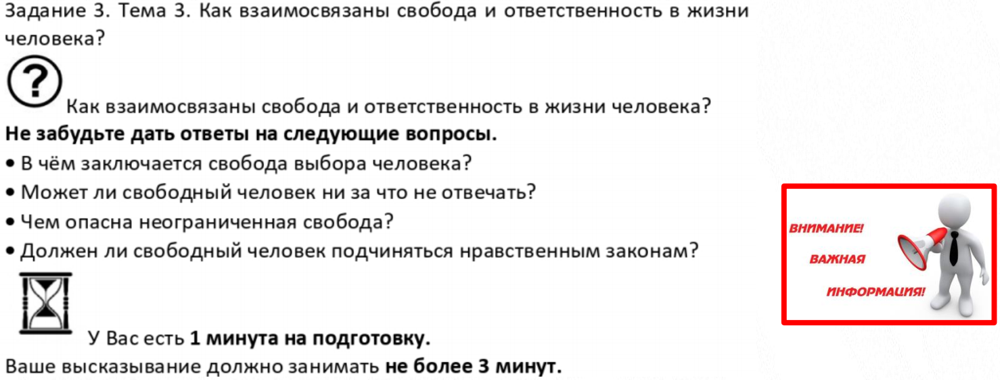 Задание 3. Тема 3. Как взаимосвязаны свобода и ответственность в жизни
человека?
?
Как взаимосвязаны свобода и ответственность в жизни человека?
Не забудьте дать ответы на следующие вопросы.
• В чём заключается свобода выбора человека?
• Может ли свободный человек ни за что не отвечать?
• Чем опасна неограниченная свобода?
• Должен ли свободный человек подчиняться нравственным законам?
У Вас есть 1 минута на подготовку.
Ваше высказывание должно занимать не более 3 минут.
ВНИМАНИЕ!
ВАЖНАЯ
ИНФОРМАЦИЯ!